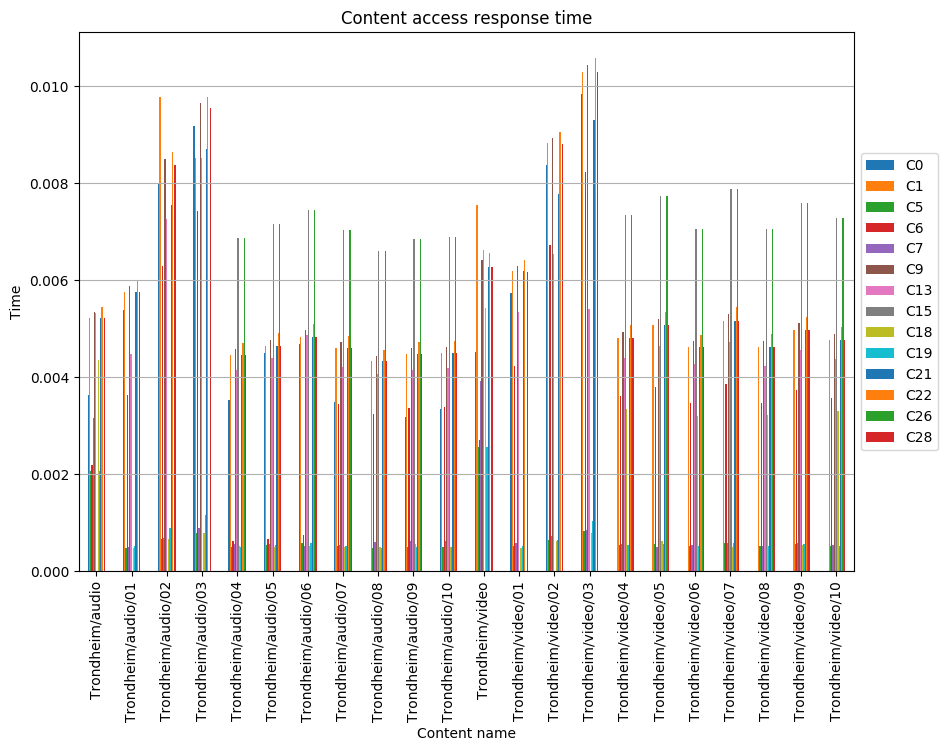 Content access response time
Time
0.010
0.008
0.006
0.004
0.002
0.000
C0
C1
C5
C6
C7
C9
C13
C15
C18
C19
C21
C22
C26
C28
Trondheim/audio
Trondheim/audio/01
Trondheim/audio/02
Trondheim/audio/03
Trondheim/audio/04
Trondheim/audio/05
Trondheim/audio/06
Trondheim/audio/07
Trondheim/audio/08
Trondheim/audio/09
Trondheim/audio/10
Trondheim/video
Trondheim/video/01
Trondheim/video/02
Trondheim/video/03
Trondheim/video/04
Trondheim/video/05
Trondheim/video/06
Trondheim/video/07
Trondheim/video/08
Trondheim/video/09
Trondheim/video/10
Content name